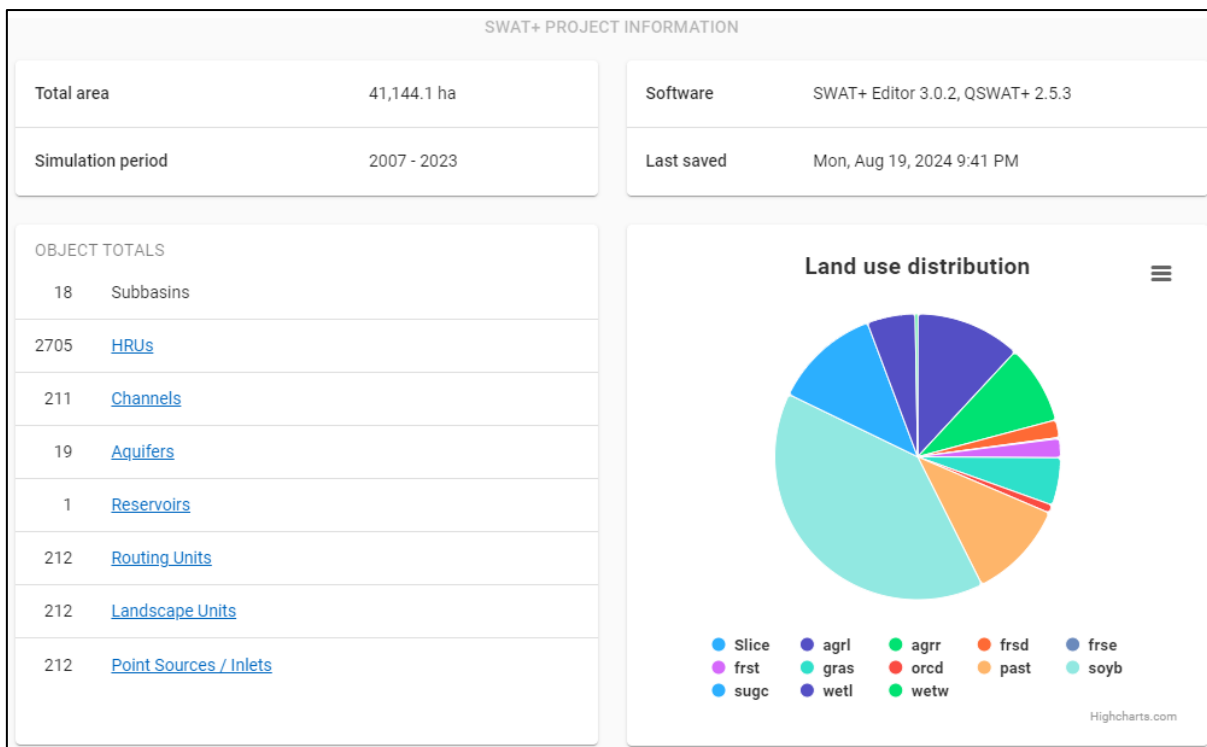 SWAT+ PROJECT INFORMATION
Total area 41,144.1 ha
Simulation period 2007 - 2023
Software SWAT+ Editor 3.0.2, QSWAT+ 2.5.3
Last saved Mon, Aug 19, 2024 9:41 PM
OBJECT TOTALS
18 Subbasins
2705 HRUs
211 Channels
19 Aquifers
1 Reservoirs
212 Routing Units
212 Landscape Units
212 Point Sources / Inlets
Land use distribution
Slice agrl agrr frsd frse
frst gras orcd past soyb
sugc wetl wetw
Highcharts.com